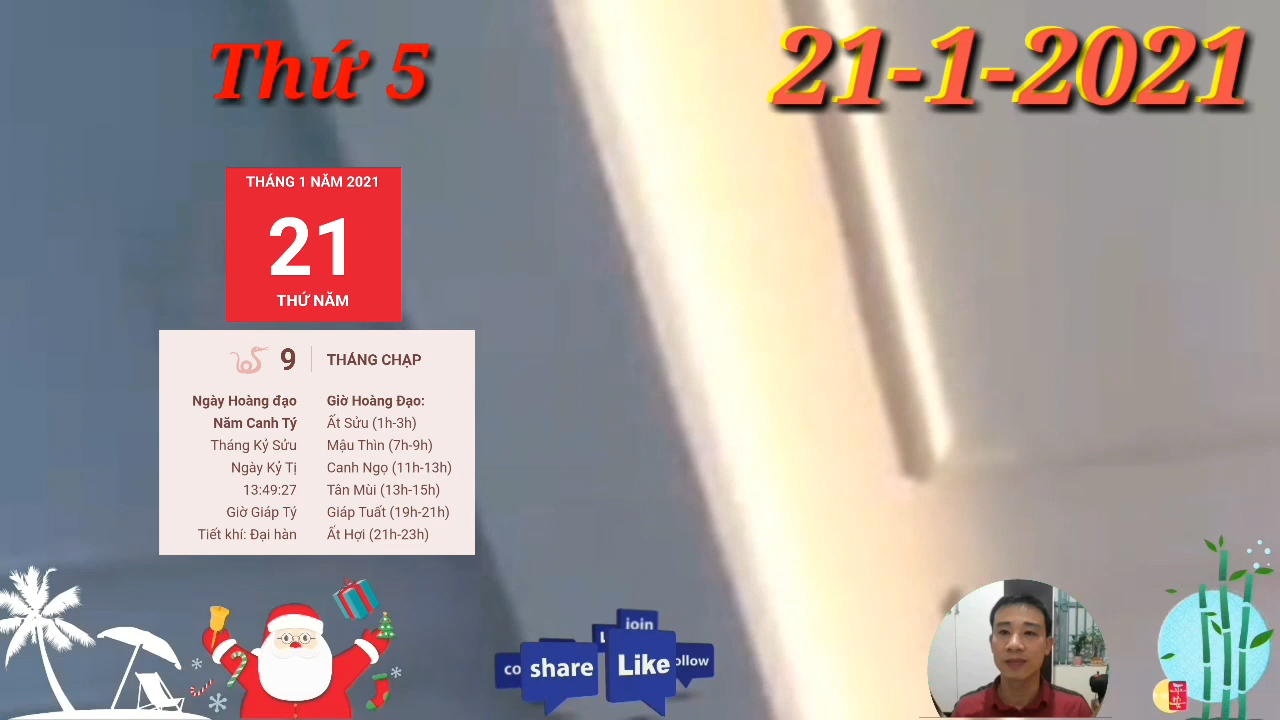 Thứ 5
21-1-2021
THÁNG 1 NĂM 2021
21
THỨ NĂM
9
THÁNG CHẠP
Ngày Hoàng đạo
Năm Canh Tý
Tháng Kỷ Sửu
Ngày Kỷ Tị
13:49:27
Giờ Giáp Tý
Tiết khí: Đại hàn
Giờ Hoàng Đạo:
Ất Sửu (1h-3h)
Mậu Thìn (7h-9h)
Canh Ngọ (11h-13h)
Tân Mùi (13h-15h)
Giáp Tuất (19h-21h)
Ất Hợi (21h-23h)
join
co
share
Like
ollow